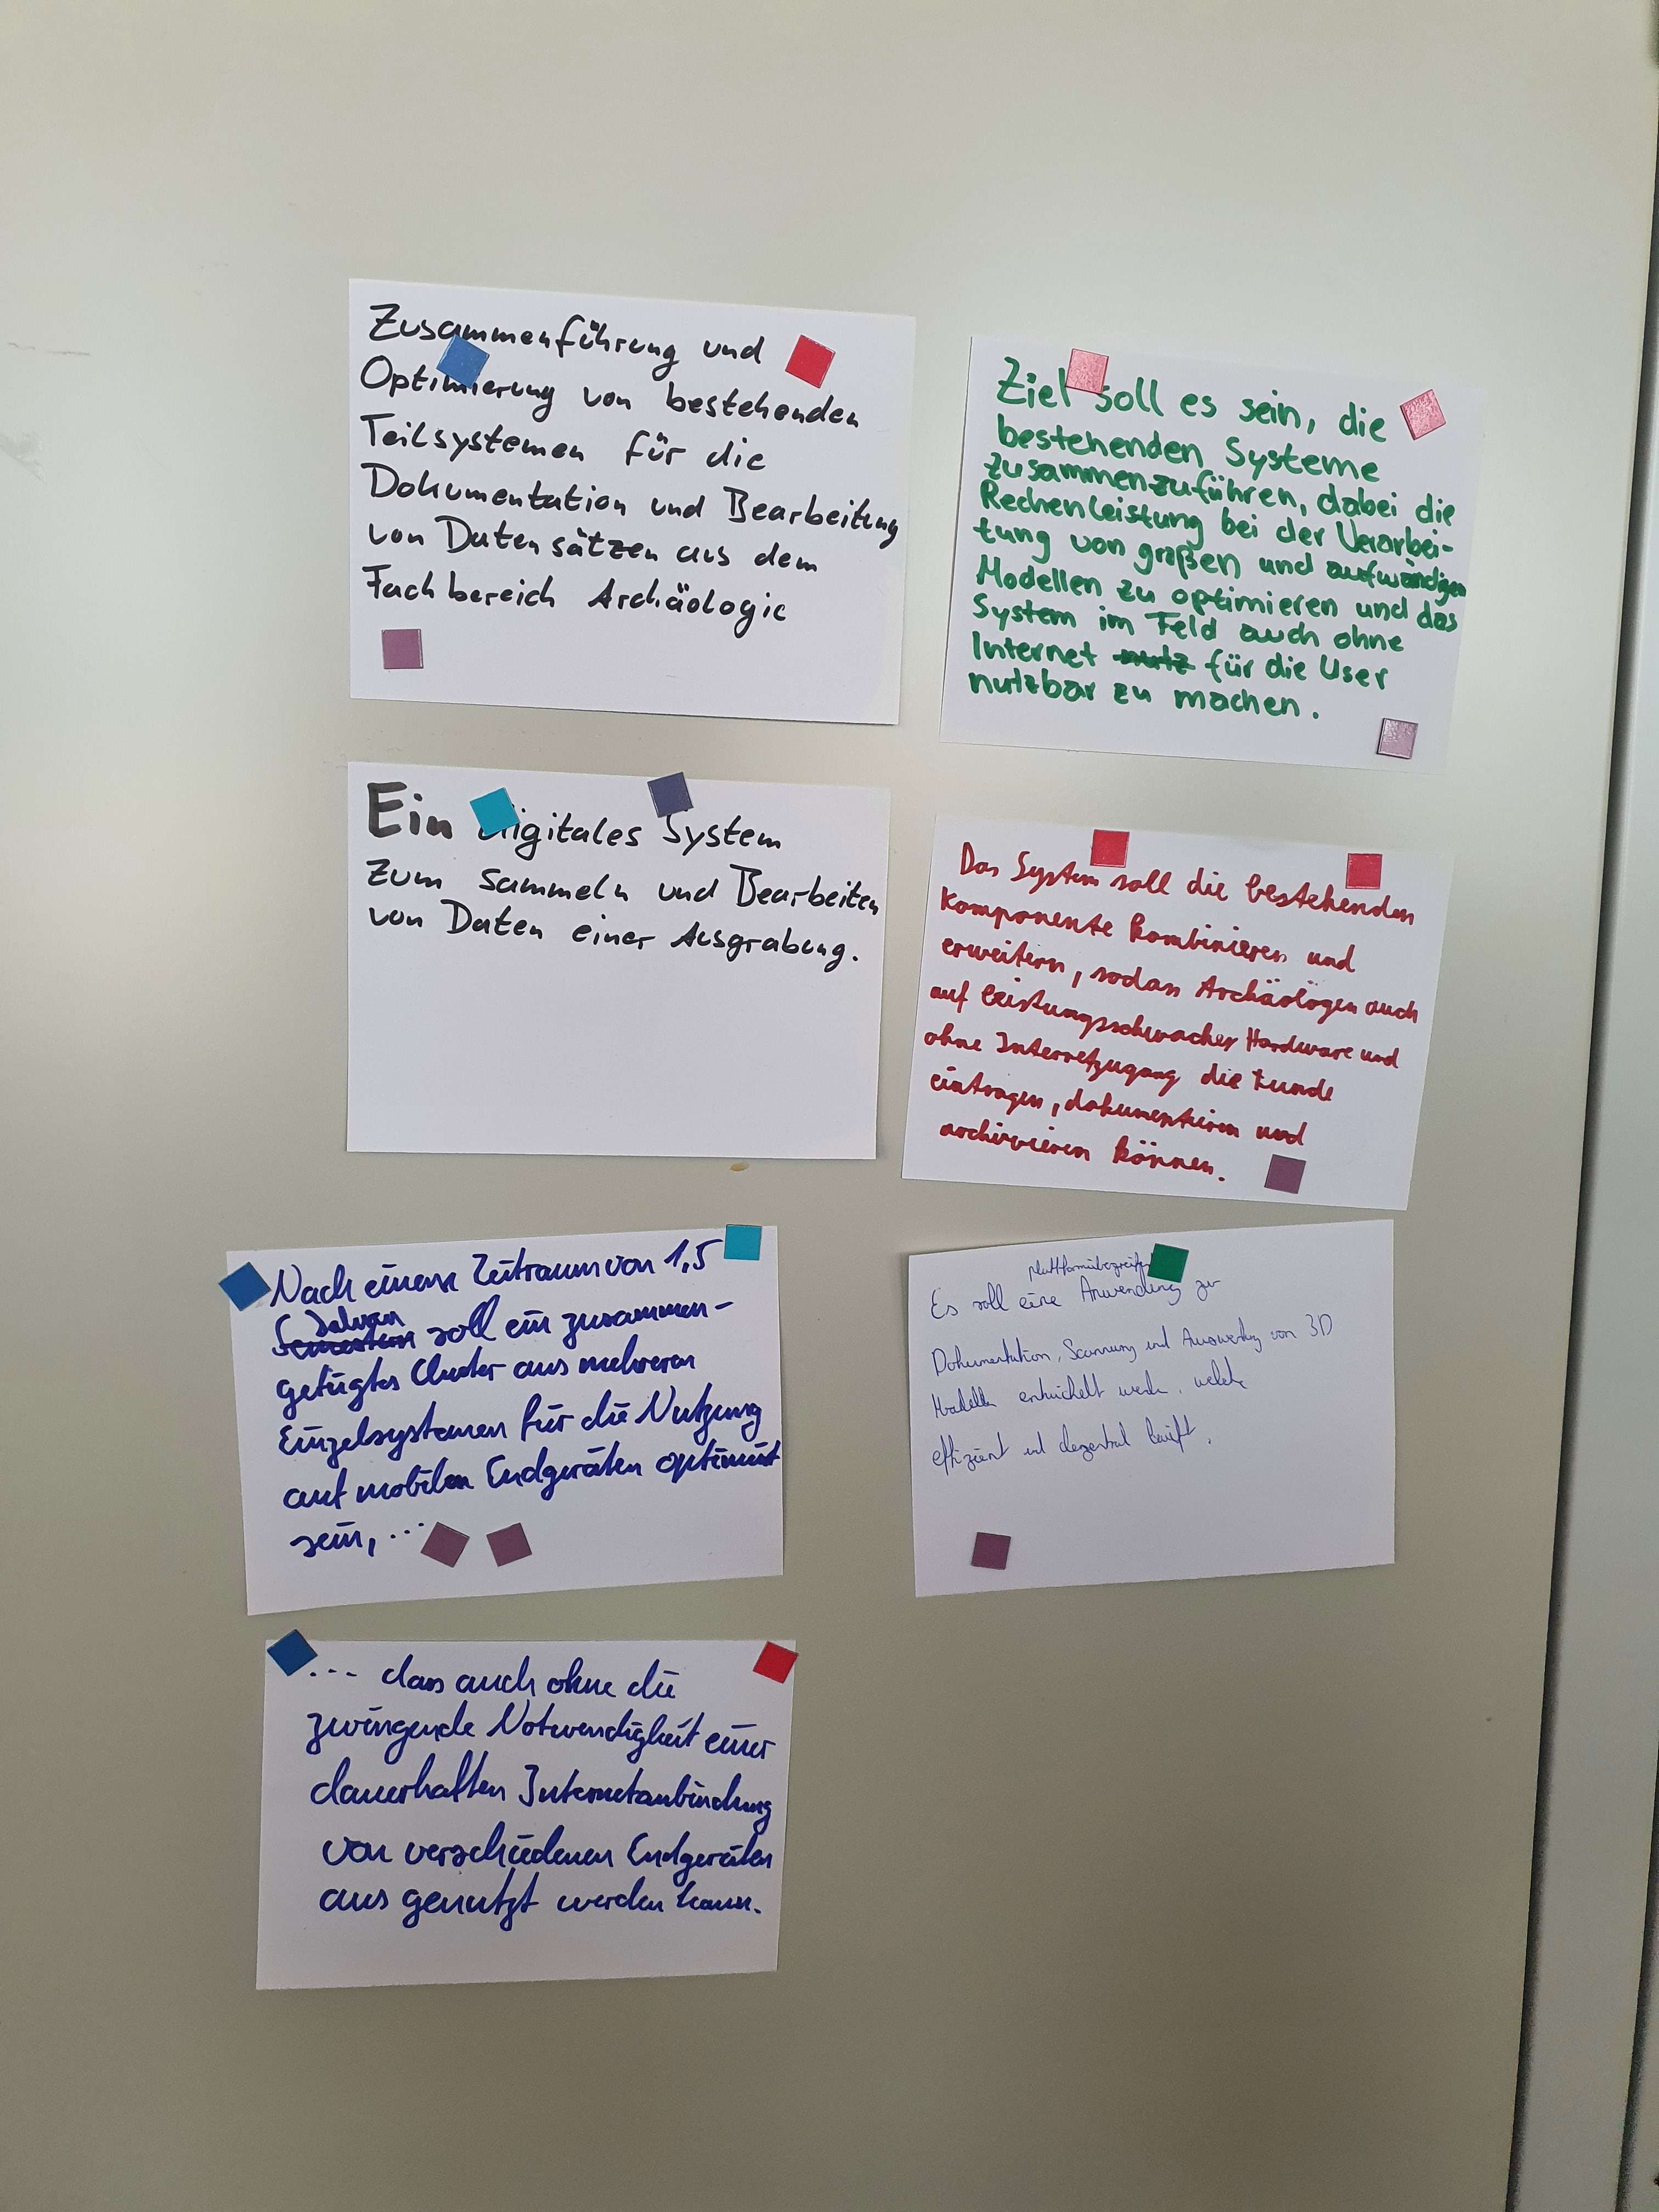 Zusammenführung und
Optimierung von bestehenden
Teilsystemen für die
Dokumentation und Bearbeitung
von Datensätzen aus dem
Fachbereich Archäologie
Ziel soll es sein, die
bestehenden Systeme
zusammenzuführen, dabei die
Rechenleistung bei der Verarbei-
tung von großen und aufwändigen
Modellen zu optimieren und das
System im Feld auch ohne
Internet nutz für die User
nutzbar zu machen.
Ein digitales System
zum sammeln und Bearbeiten
von Daten einer Ausgrabung.
Das System soll die bestehenden
Komponente kombinieren und
erweitern, sodass Archäologen auch
auf leistungsschwacher Hardware und
ohne Internetzugang die Funde
eintragen, dokumentieren und
archivieren können.
Nach einem Zeitraum von 1,5
Jahren
Semestern soll ein zusammen-
gefügtes Cluster aus mehreren
Einzelsystemen für die Nutzung
auf mobilen Endgeräten optimiert
sein, ...
plattformübergreifen
Es soll eine Anwendung zur
Dokumentation, Scannung und Auswertung von 3D
Modellen entwickelt werden, welche
effizient und dezentral läuft.
... das auch ohne die
zwingende Notwendigkeit einer
dauerhaften Internetanbindung
von verschiedenen Endgeräten
aus genutzt werden kann.